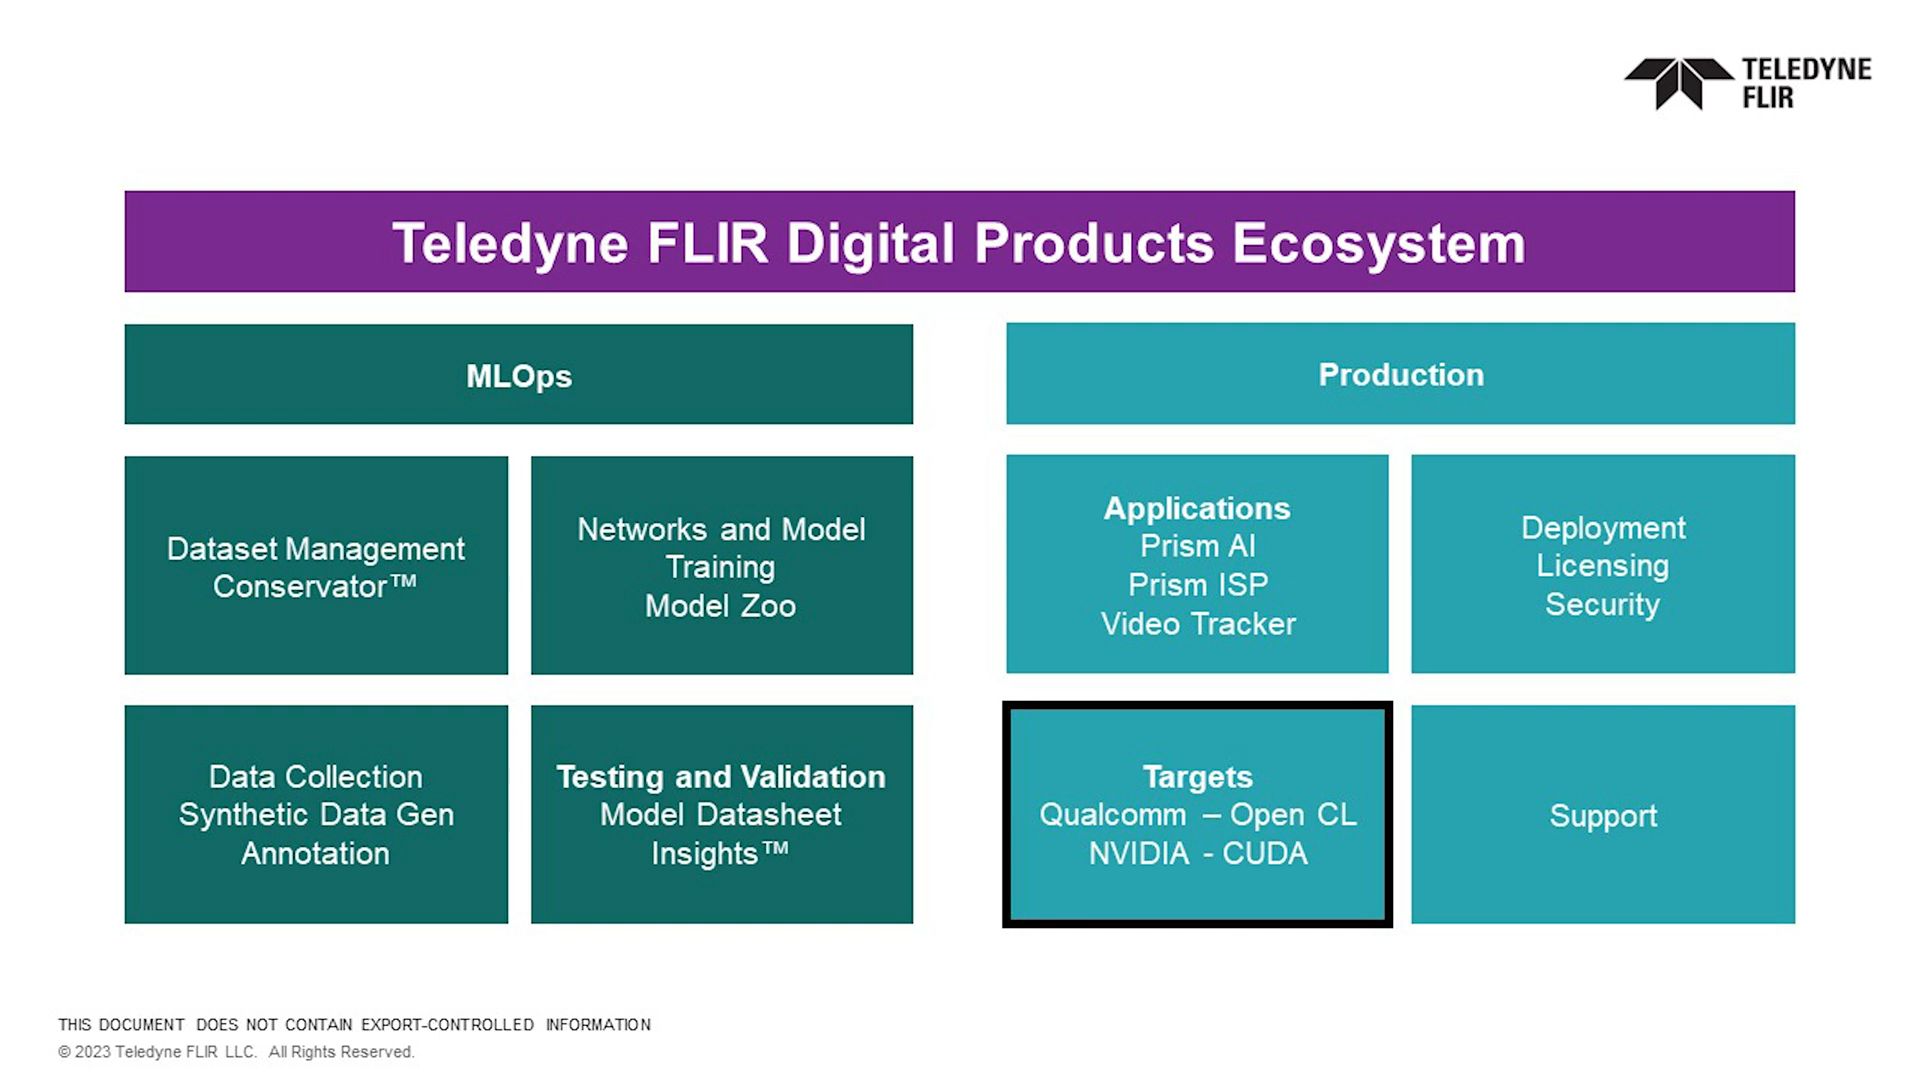 TELEDYNE
FLIR
Teledyne FLIR Digital Products Ecosystem
MLOps
Production
Dataset Management
Conservator™
Networks and Model
Training
Model Zoo
Applications
Prism AI
Prism ISP
Video Tracker
Deployment
Licensing
Security
Data Collection
Synthetic Data Gen
Annotation
Testing and Validation
Model Datasheet
Insights™
Targets
Qualcomm – Open CL
NVIDIA - CUDA
Support
THIS DOCUMENT DOES NOT CONTAIN EXPORT-CONTROLLED INFORMATION
© 2023 Teledyne FLIR LLC. All Rights Reserved.